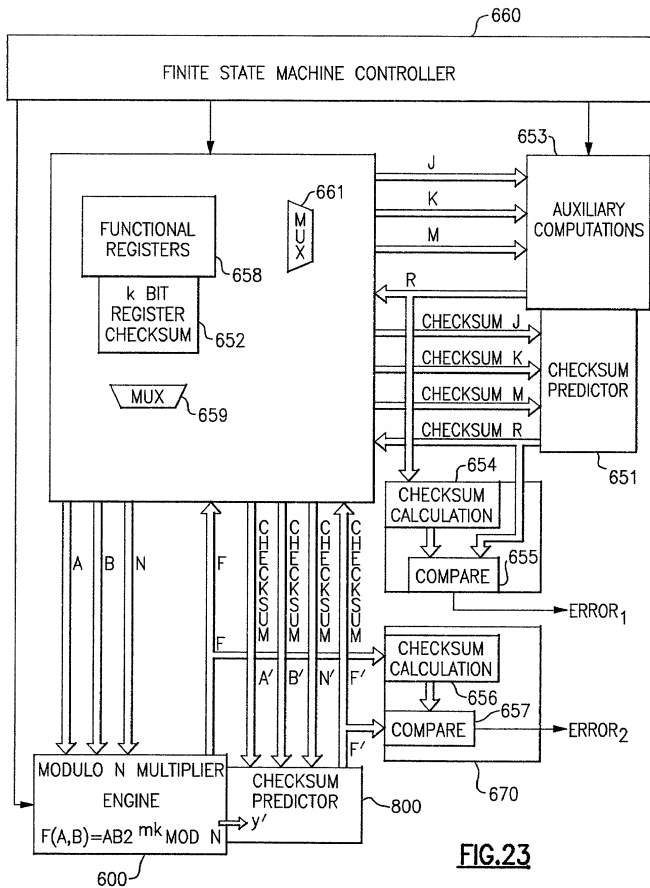 660
FINITE STATE MACHINE CONTROLLER
653
J
K
M
R
AUXILIARY
COMPUTATIONS
661
MUX
FUNCTIONAL
REGISTERS
658
k BIT
REGISTER
CHECKSUM
652
MUX
659
CHECKSUM J
CHECKSUM K
CHECKSUM M
CHECKSUM R
CHECKSUM
PREDICTOR
651
654
CHECKSUM
CALCULATION
655
COMPARE
ERROR1
A
B
N
F
F
CHECKSUM
A'
CHECKSUM
B'
CHECKSUM
N'
CHECKSUM
F'
F'
CHECKSUM
CALCULATION
656
657
COMPARE
ERROR2
670
MODULO N MULTIPLIER
ENGINE
F(A,B)=AB2 mk MOD N
600
y'
CHECKSUM
PREDICTOR
800
FIG.23